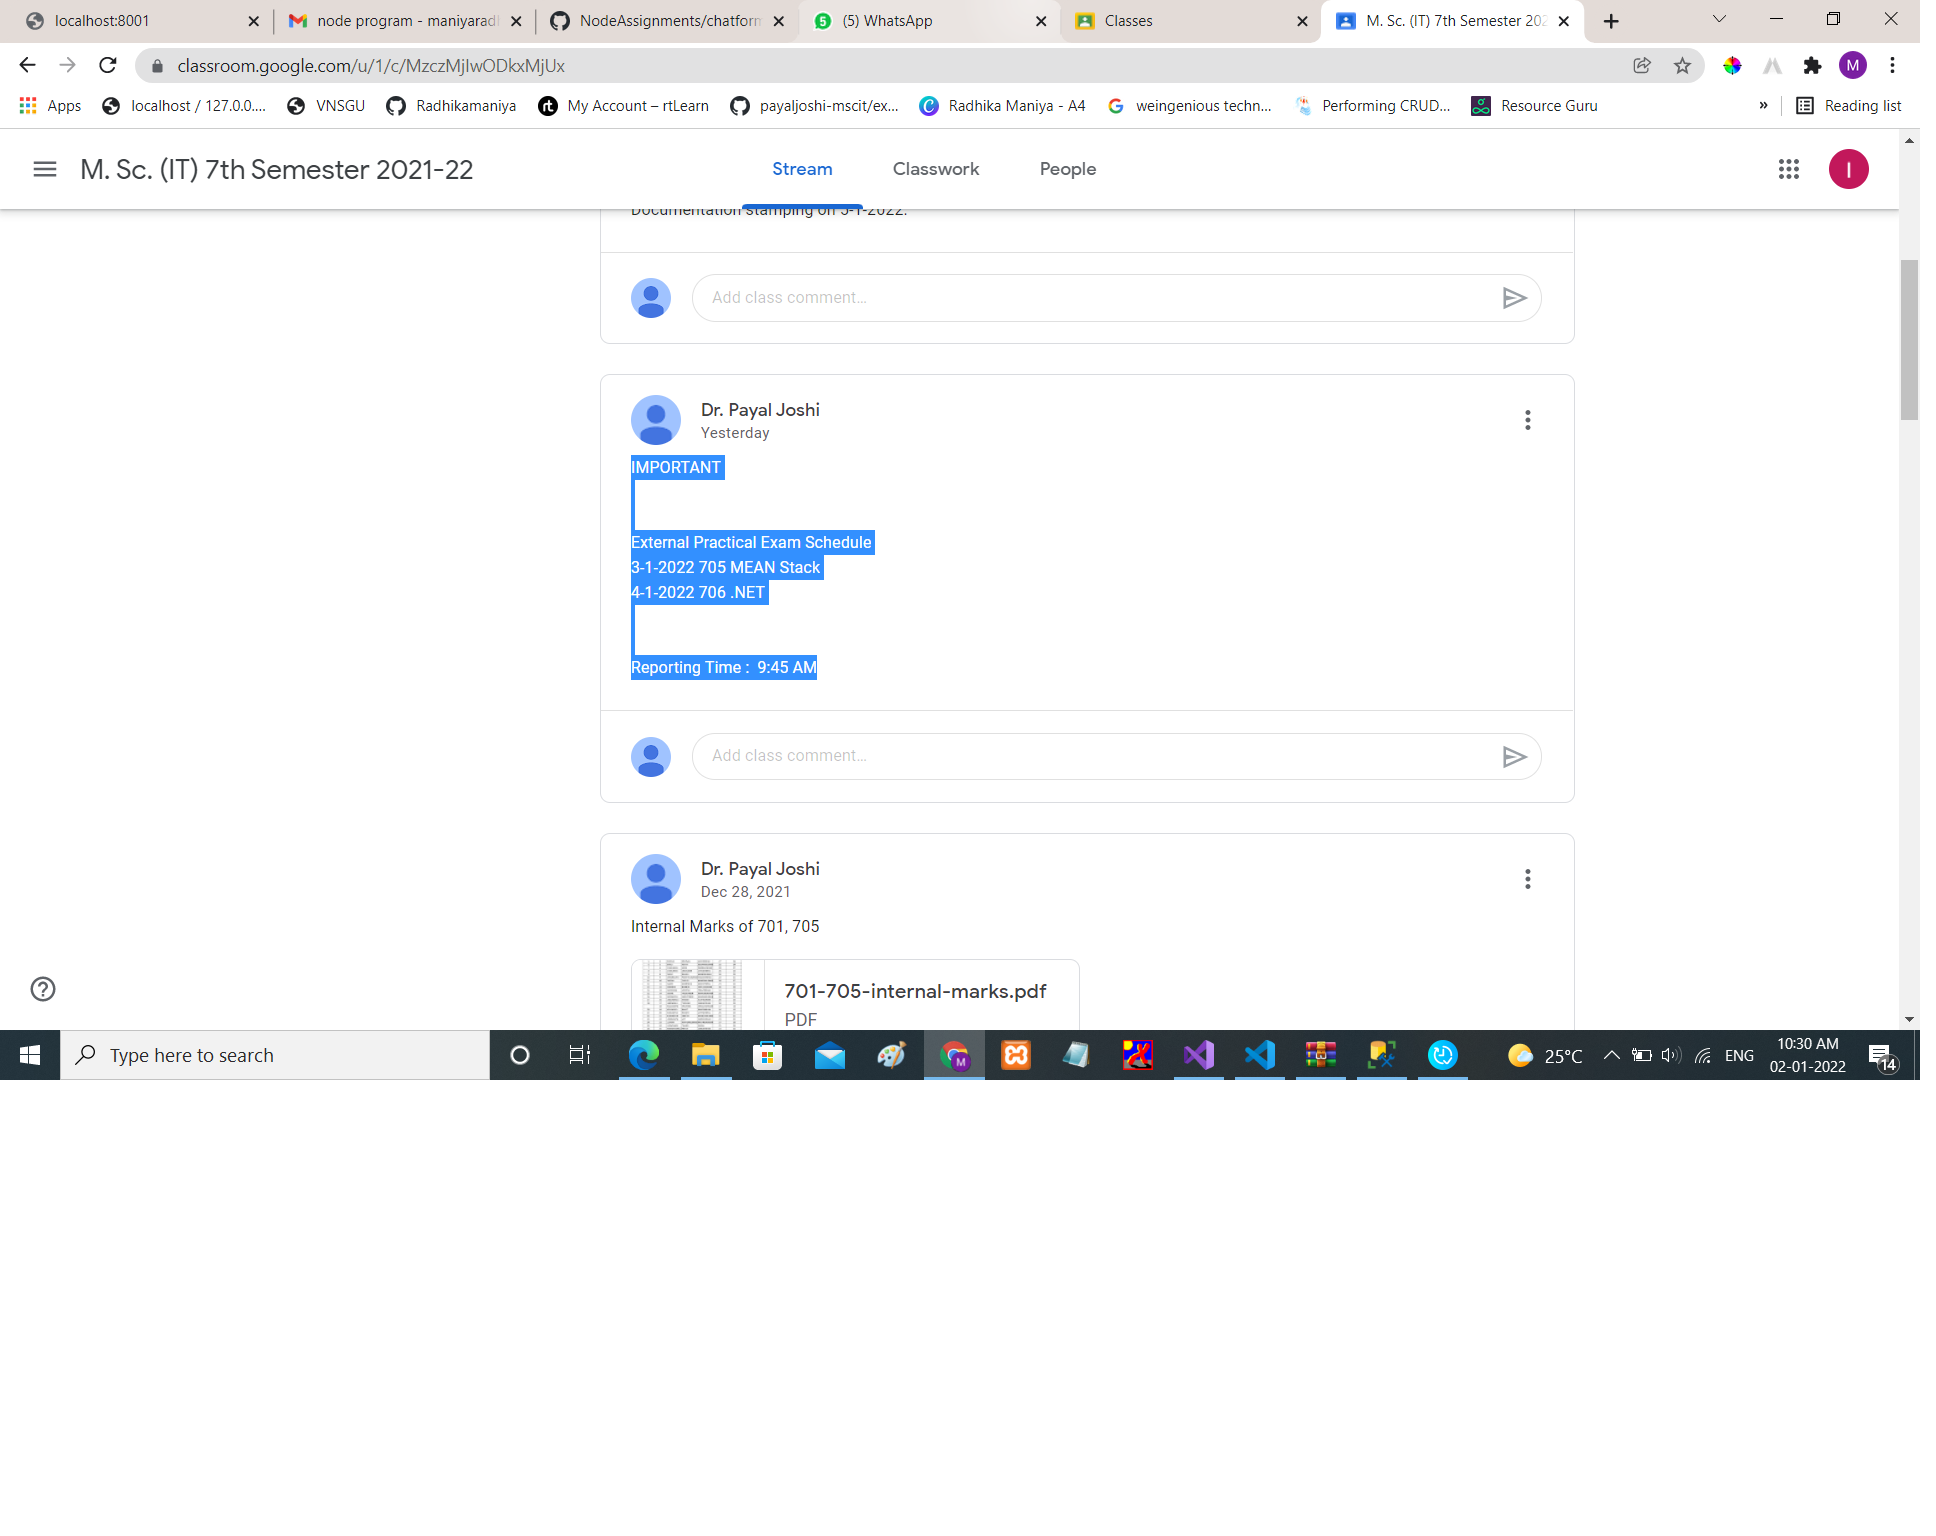 localhost:8001
node program - maniyarad
NodeAssignments/chatform
(5) WhatsApp
Classes
M. Sc. (IT) 7th Semester 202
classroom.google.com/u/1/c/MzczMjIwODkxMjUx
M
Apps
localhost / 127.0.0....
VNSGU
Radhikamaniya
My Account – rtLearn
payaljoshi-mscit/ex...
Radhika Maniya - A4
weingenious techn...
Performing CRUD...
Resource Guru
»
Reading list
M. Sc. (IT) 7th Semester 2021-22
Stream
Classwork
People
I
Documentation stamping on 5-1-2022.
Add class comment...
Dr. Payal Joshi
Yesterday
IMPORTANT
External Practical Exam Schedule
3-1-2022 705 MEAN Stack
4-1-2022 706 .NET
Reporting Time :  9:45 AM
Add class comment...
Dr. Payal Joshi
Dec 28, 2021
Internal Marks of 701, 705
701-705-internal-marks.pdf
PDF
Type here to search
25°C
ENG
10:30 AM
02-01-2022
14